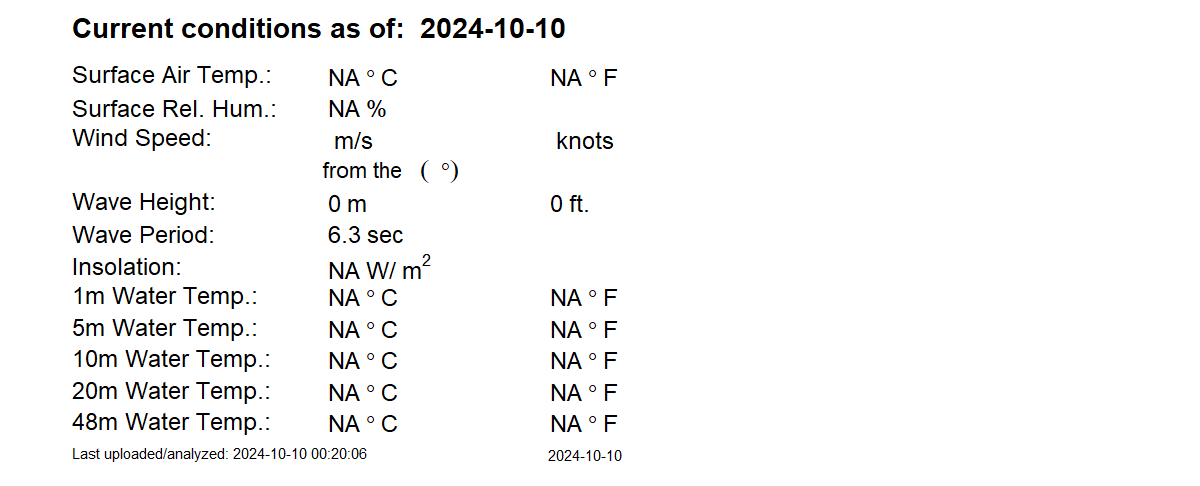 Current conditions as of: 2024-10-10
Surface Air Temp.: NA ° C NA ° F
Surface Rel. Hum.: NA %
Wind Speed: m/s knots
from the ( °)
Wave Height: 0 m 0 ft.
Wave Period: 6.3 sec
Insolation: NA W/ m²
1m Water Temp.: NA ° C NA ° F
5m Water Temp.: NA ° C NA ° F
10m Water Temp.: NA ° C NA ° F
20m Water Temp.: NA ° C NA ° F
48m Water Temp.: NA ° C NA ° F
Last uploaded/analyzed: 2024-10-10 00:20:06 2024-10-10